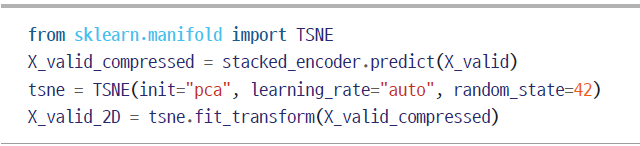 from sklearn.manifold import TSNE
X_valid_compressed = stacked_encoder.predict(X_valid)
tsne = TSNE(init="pca", learning_rate="auto", random_state=42)
X_valid_2D = tsne.fit_transform(X_valid_compressed)